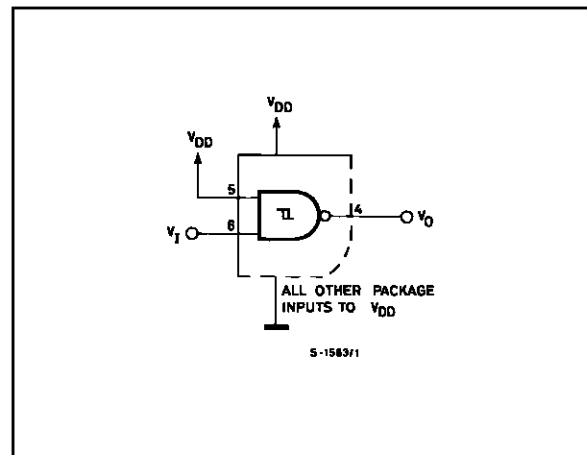 VDD
VDD
5
4
6
VI
VO
ALL OTHER PACKAGE
INPUTS TO VDD
S-1563/1